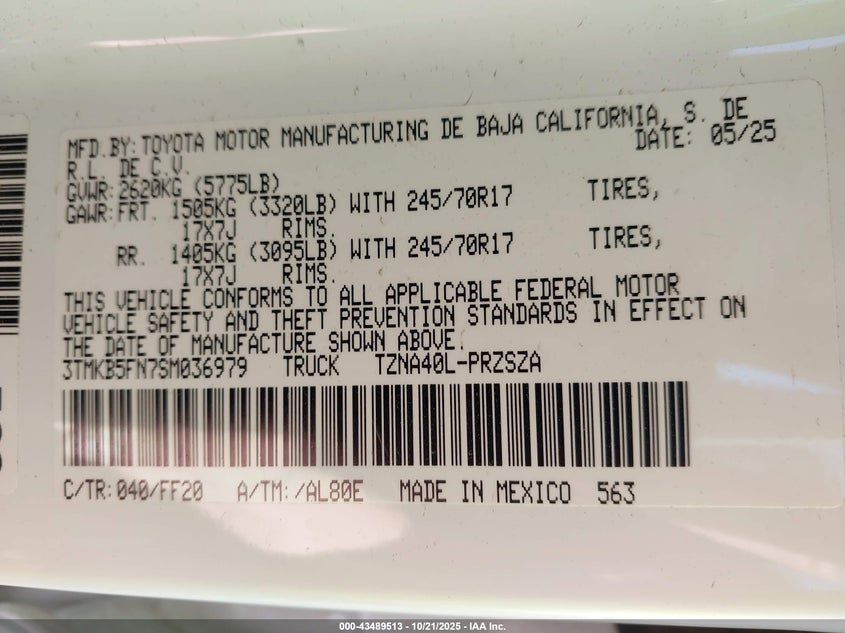 MFD.BY: TOYOTA MOTOR MANUFACTURING DE BAJA CALIFORNIA, S. DE
R.L. DE C.V. DATE: 05/25
GVWR: 2620KG (5775LB)
GAWR: FRT. 1505KG (3320LB) WITH 245/70R17 TIRES,
17X7J RIMS.
RR. 1405KG (3095LB) WITH 245/70R17 TIRES,
17X7J RIMS.
THIS VEHICLE CONFORMS TO ALL APPLICABLE FEDERAL MOTOR
VEHICLE SAFETY AND THEFT PREVENTION STANDARDS IN EFFECT ON
THE DATE OF MANUFACTURE SHOWN ABOVE.
3TMKB5FN7SM036979 TRUCK TZNA40L-PRZSZA
C/TR: 040/FF20 A/TM: /AL80E MADE IN MEXICO 563
000-43489513 - 10/21/2025 - IAA Inc.